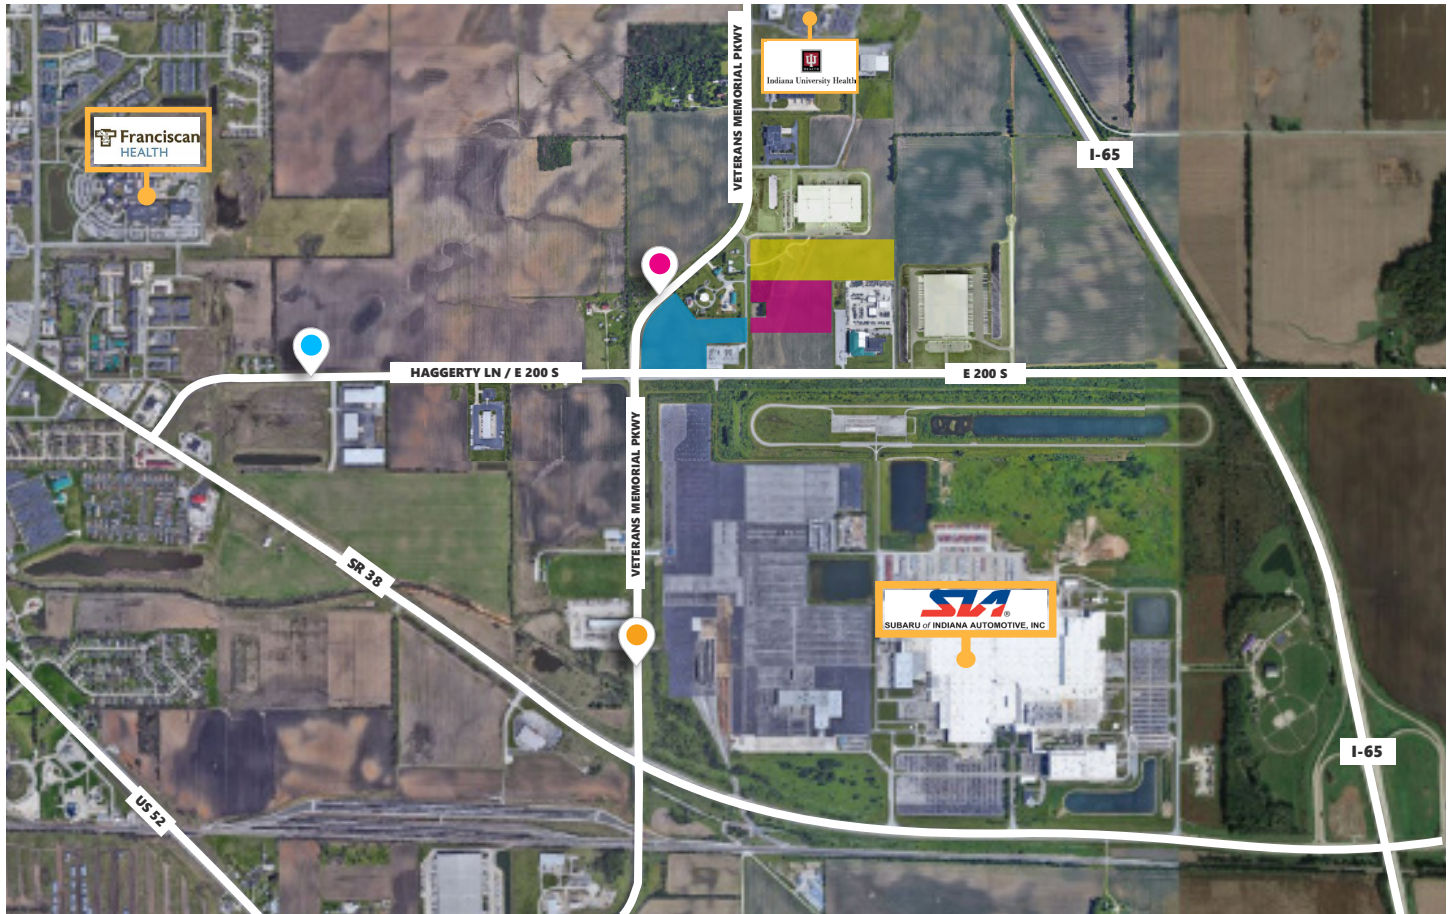 VETERANS MEMORIAL PKWY
Indiana University Health
Franciscan
HEALTH
I-65
HAGGERTY LN / E 200 S
E 200 S
VETERANS MEMORIAL PKWY
SR 38
SIA®
SUBARU of INDIANA AUTOMOTIVE, INC
I-65
US 52